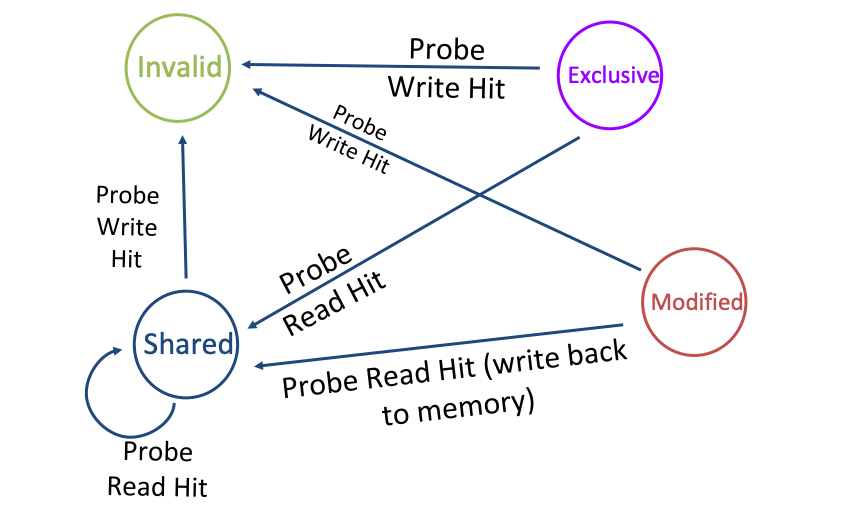 Invalid
Probe
Write Hit
Exclusive
Probe
Write Hit
Probe
Write
Hit
Probe
Read Hit
Modified
Shared
Probe Read Hit (write back
to memory)
Probe
Read Hit